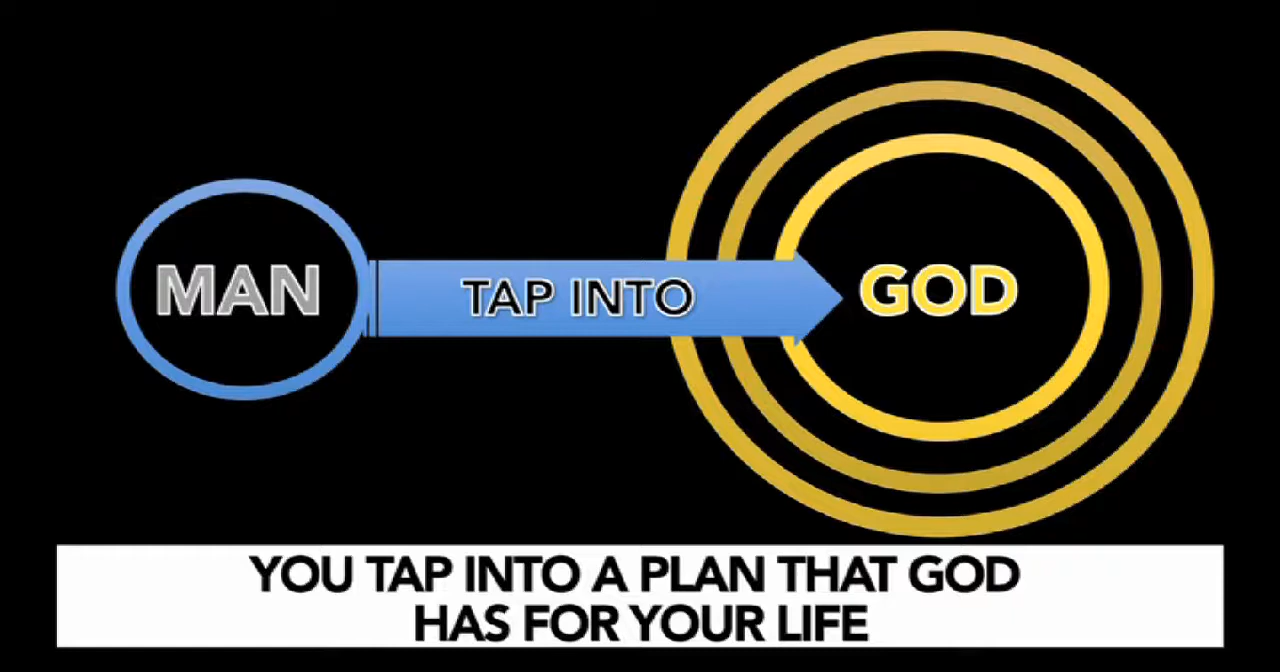 MAN
TAP INTO
GOD
YOU TAP INTO A PLAN THAT GOD
HAS FOR YOUR LIFE